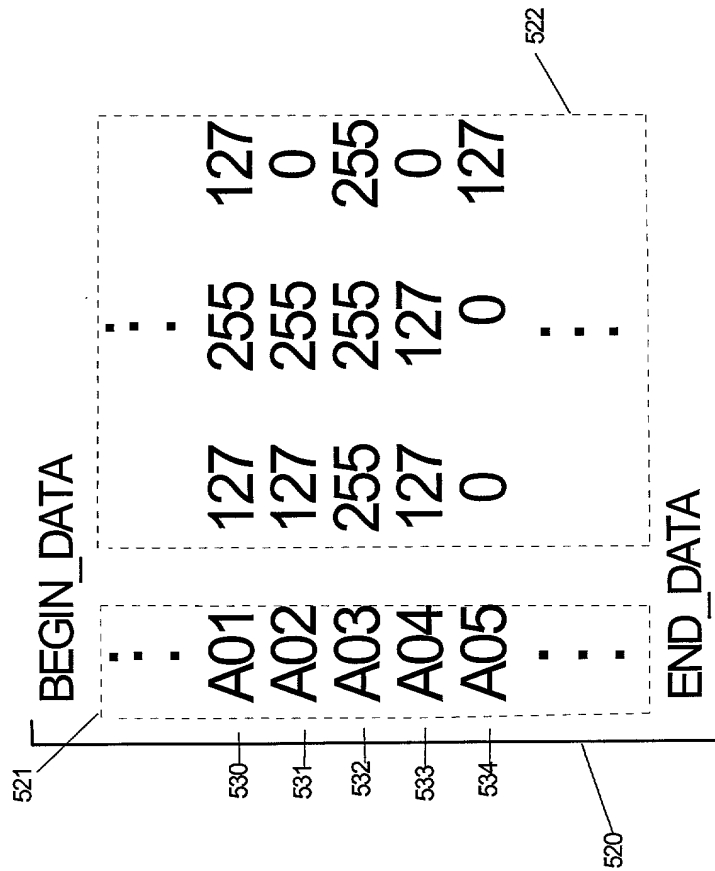 521
BEGIN_DATA
530 A01 127 255 127
531 A02 127 255 0
532 A03 255 255 255
533 A04 127 127 0
534 A05 0 0 127
END_DATA
520
522